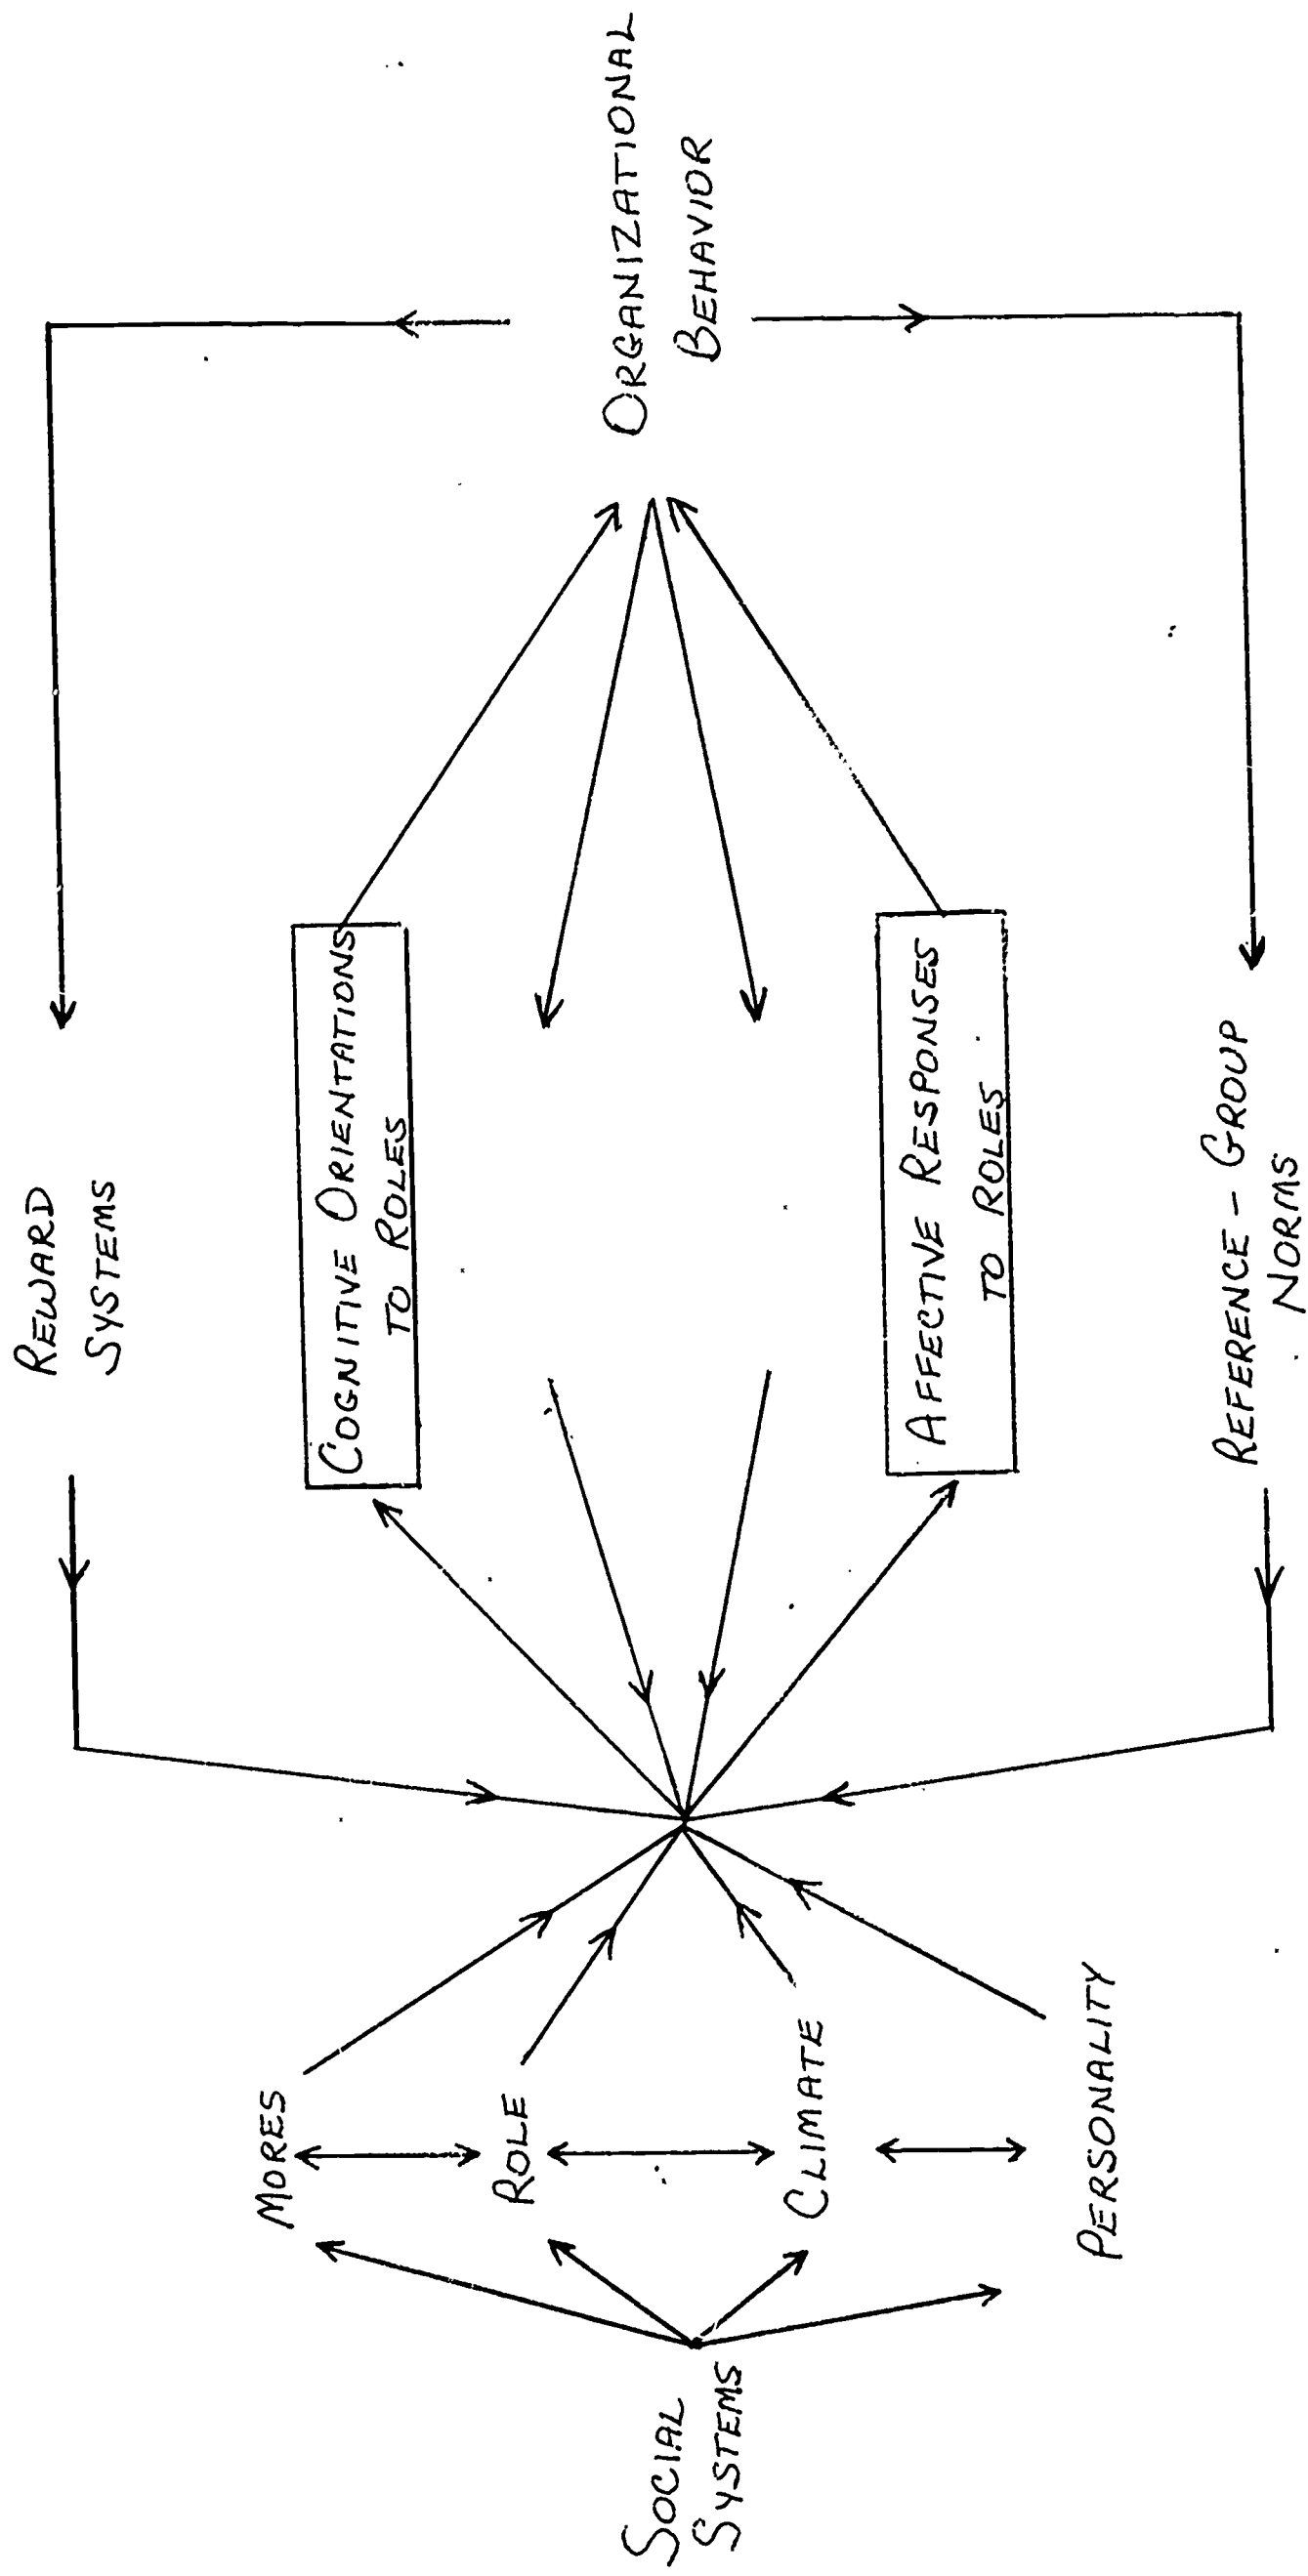 REWARD
SYSTEMS
COGNITIVE ORIENTATIONS
TO ROLES
MORES
ROLE
SOCIAL
SYSTEMS
ORGANIZATIONAL
BEHAVIOR
CLIMATE
AFFECTIVE RESPONSES
TO ROLES
PERSONALITY
REFERENCE-GROUP
NORMS